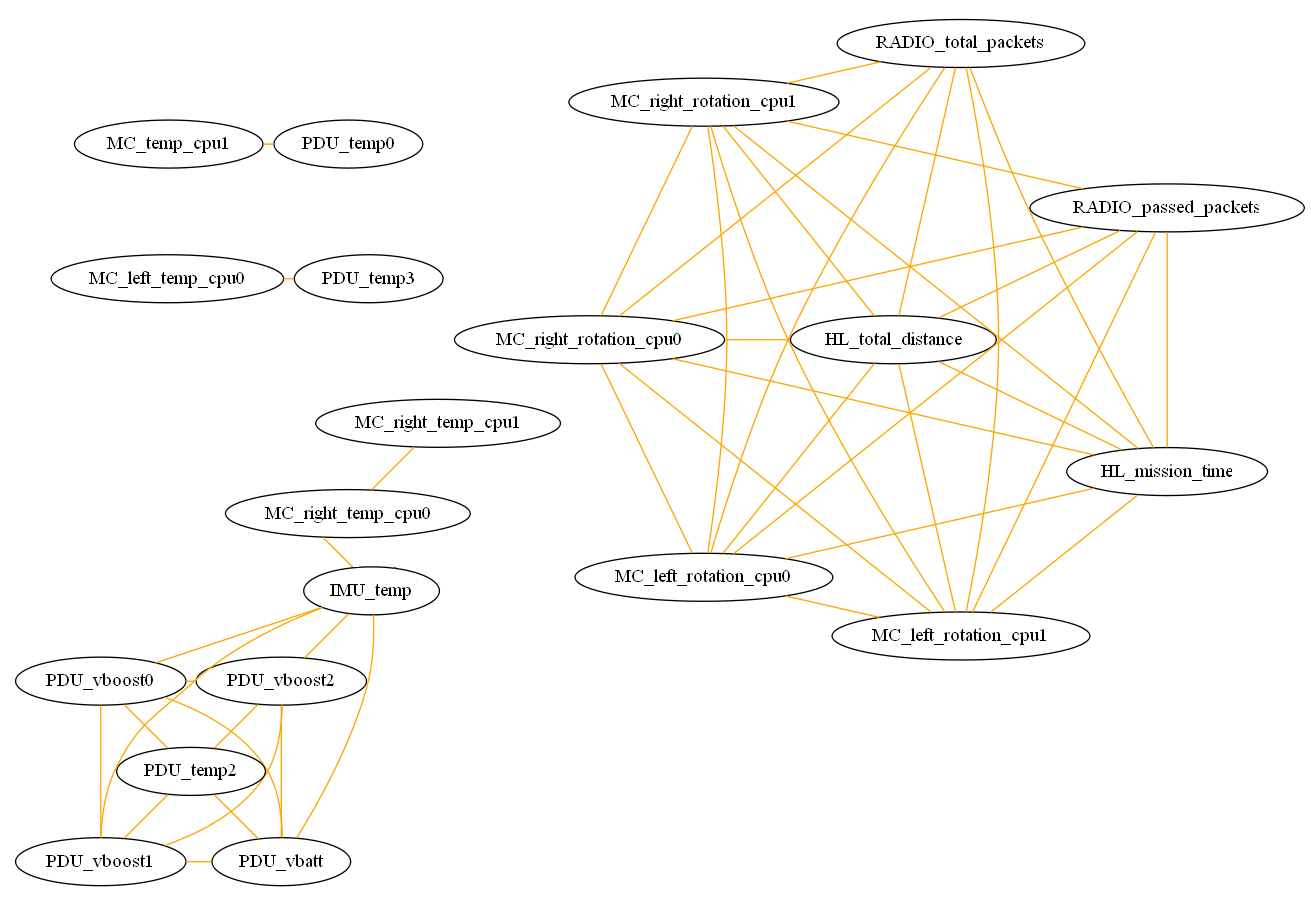 RADIO_total_packets
MC_right_rotation_cpu1
MC_temp_cpu1
PDU_temp0
RADIO_passed_packets
MC_left_temp_cpu0
PDU_temp3
MC_right_rotation_cpu0
HL_total_distance
MC_right_temp_cpu1
HL_mission_time
MC_right_temp_cpu0
MC_left_rotation_cpu0
IMU_temp
MC_left_rotation_cpu1
PDU_vboost0
PDU_vboost2
PDU_temp2
PDU_vboost1
PDU_vbatt